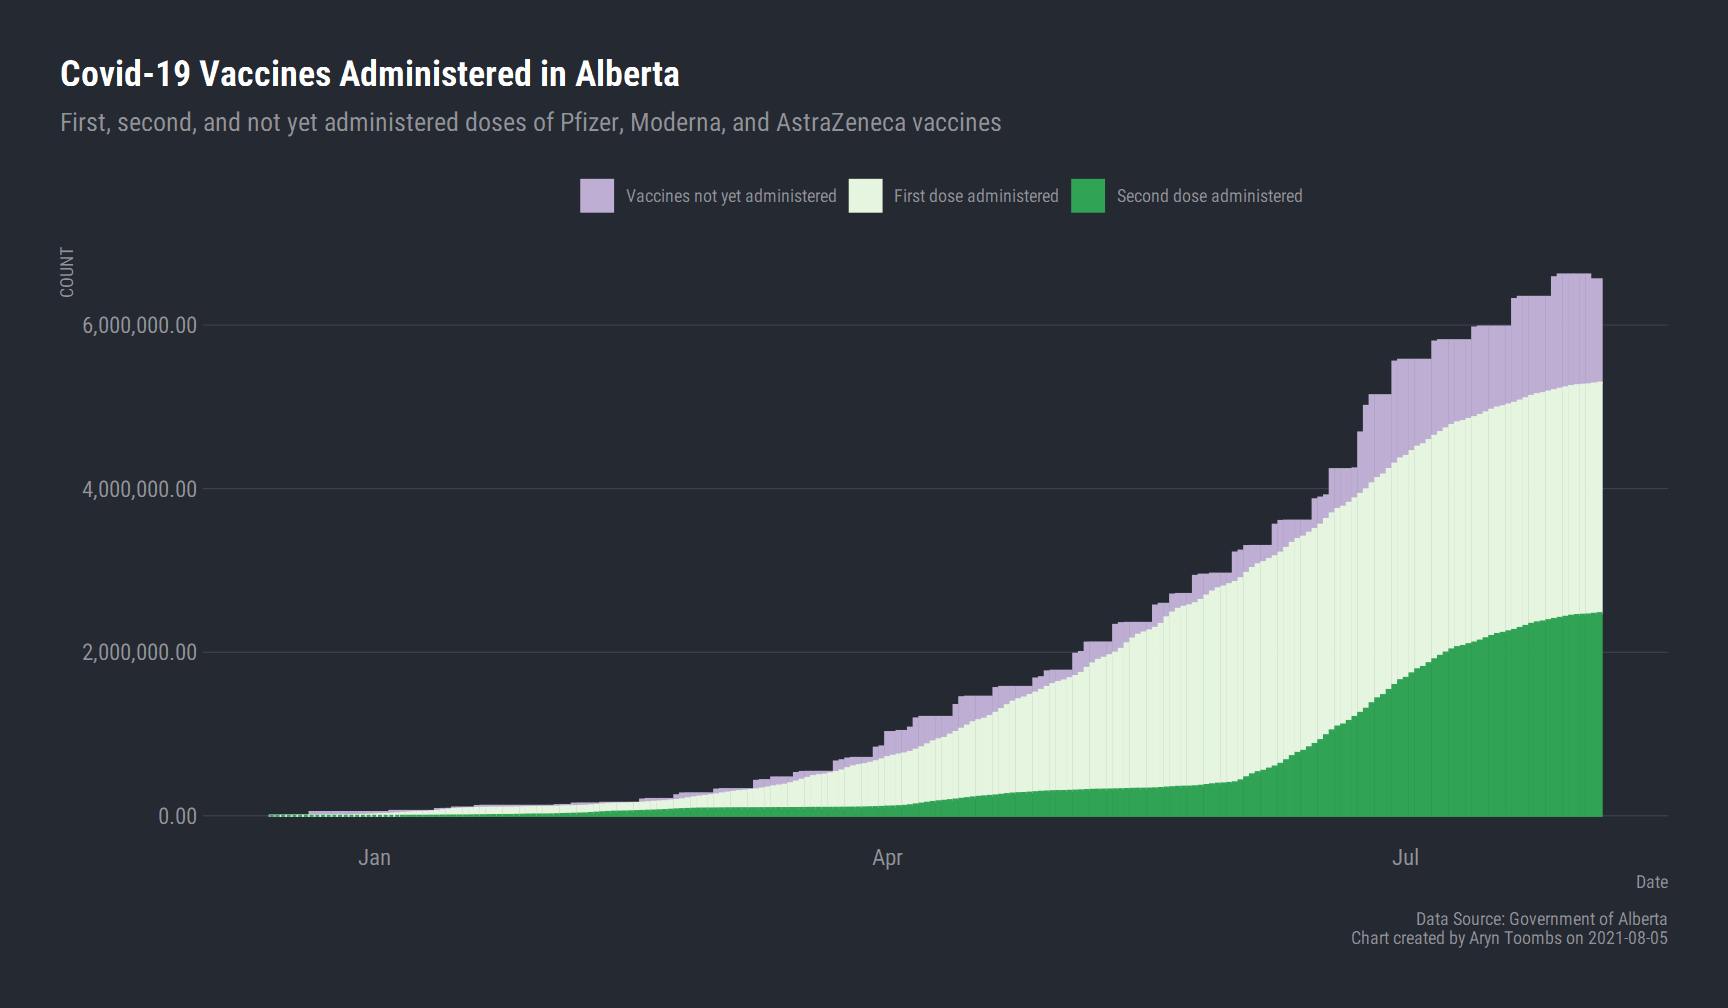 Covid-19 Vaccines Administered in Alberta
First, second, and not yet administered doses of Pfizer, Moderna, and AstraZeneca vaccines
Vaccines not yet administered First dose administered Second dose administered
COUNT
6,000,000.00
4,000,000.00
2,000,000.00
0.00
Jan Apr Jul
Date
Data Source: Government of Alberta
Chart created by Aryn Toombs on 2021-08-05